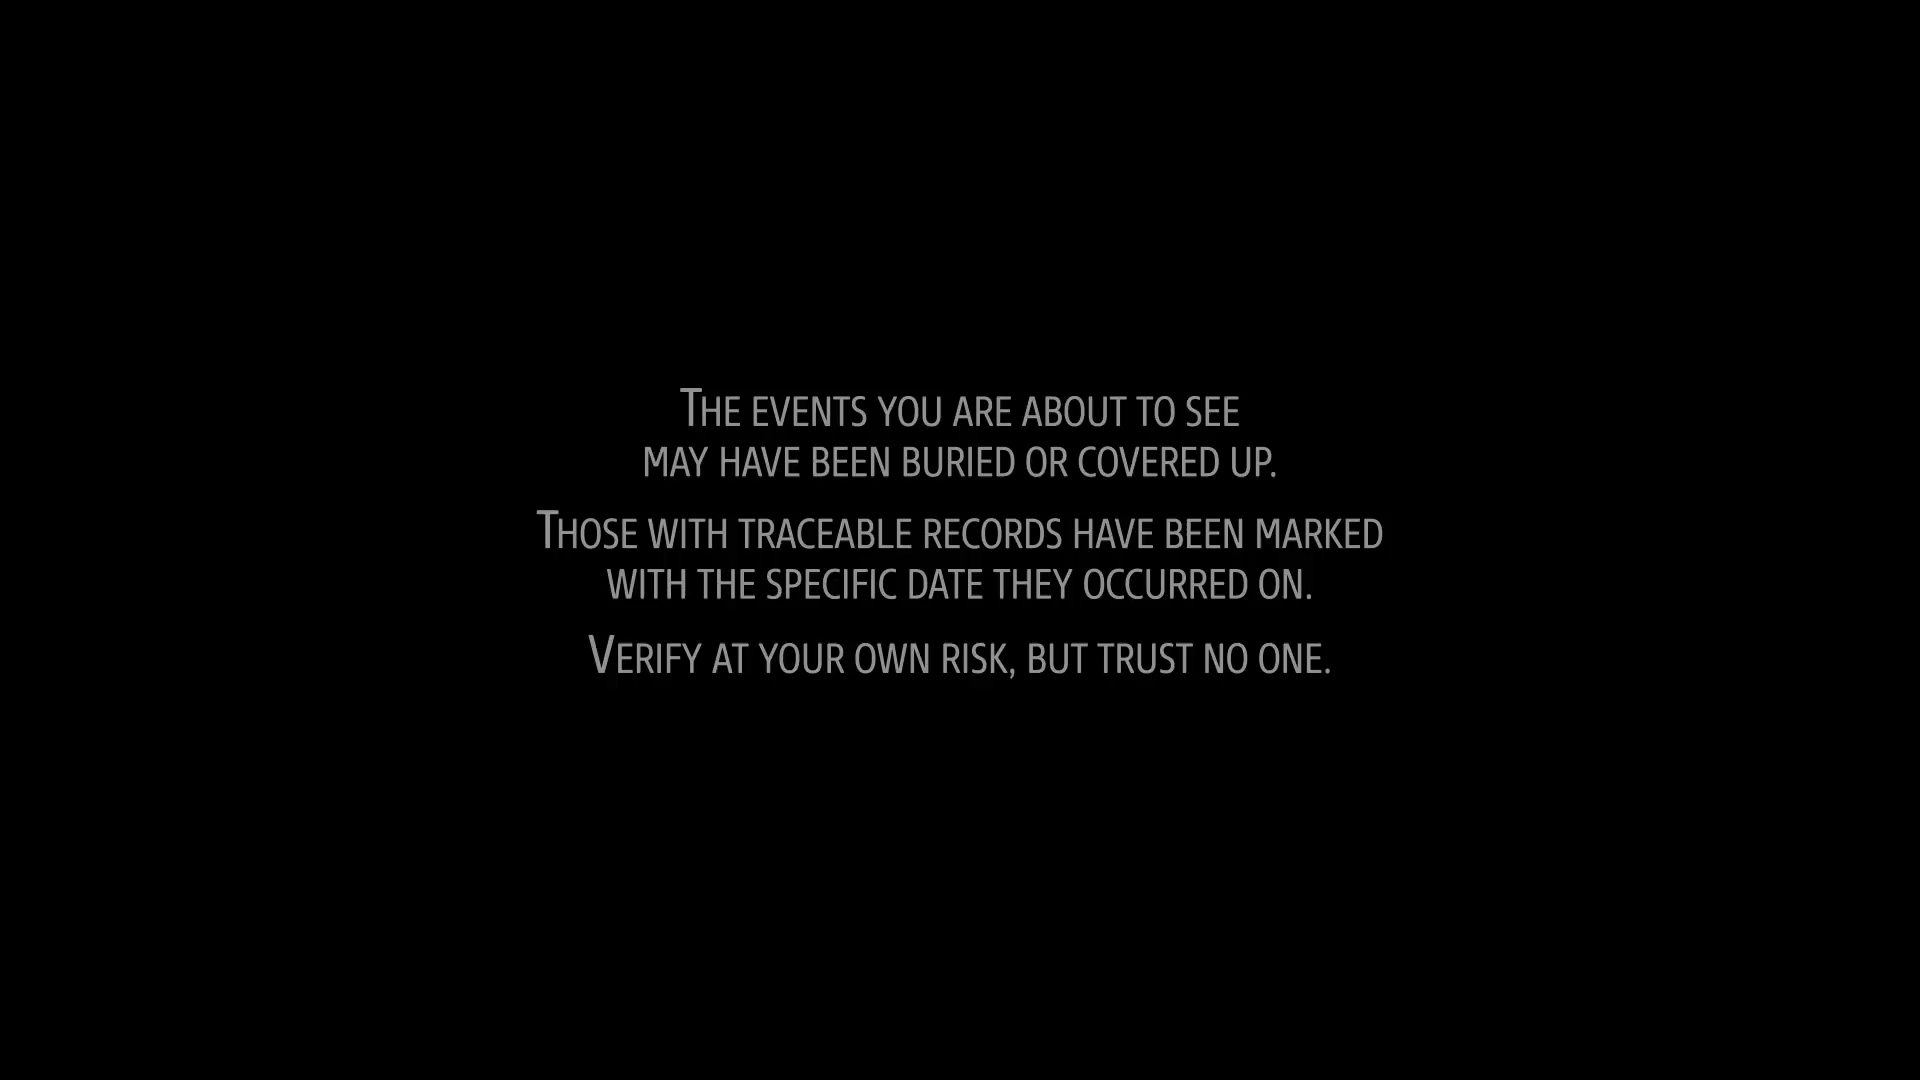 The events you are about to see
may have been buried or covered up.
Those with traceable records have been marked
with the specific date they occurred on.
Verify at your own risk, but trust no one.